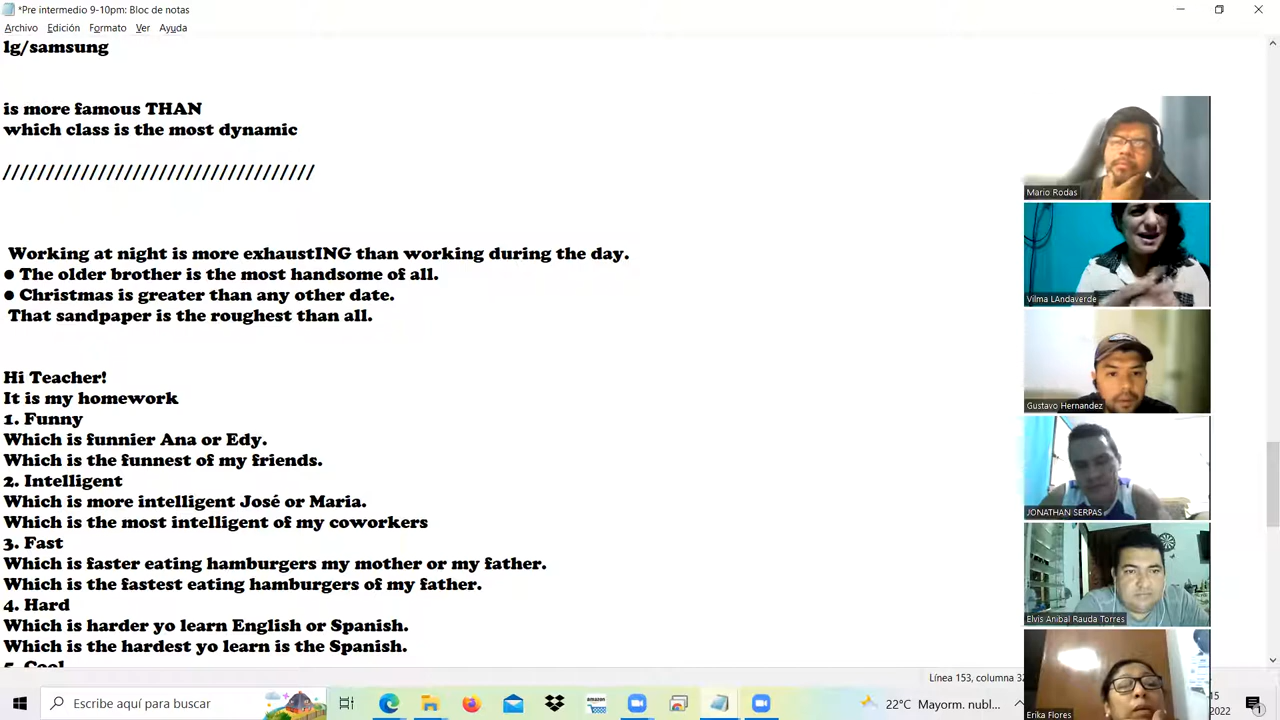 *Pre intermedio 9-10pm: Bloc de notas
Archivo Edición Formato Ver Ayuda
lg/samsung
is more famous THAN
which class is the most dynamic
/////////////////////////////////////
Working at night is more exhaustING than working during the day.
● The older brother is the most handsome of all.
● Christmas is greater than any other date.
That sandpaper is the roughest than all.
Hi Teacher!
It is my homework
1. Funny
Which is funnier Ana or Edy.
Which is the funnest of my friends.
2. Intelligent
Which is more intelligent José or Maria.
Which is the most intelligent of my coworkers
3. Fast
Which is faster eating hamburgers my mother or my father.
Which is the fastest eating hamburgers of my father.
4. Hard
Which is harder yo learn English or Spanish.
Which is the hardest yo learn is the Spanish.
5. Cool
Mario Rodas
Vilma LAndaverde
Gustavo Hernandez
JONATHAN SERPAS
Elvis Anibal Rauda Torres
Erika Flores
Línea 153, columna 32
Escribe aquí para buscar
amazon
22°C Mayorm. nubl...
15
2022
1